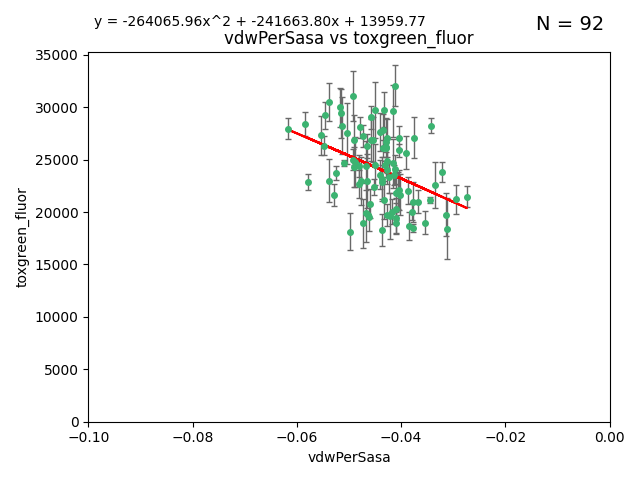 y = -264065.96x^2 + -241663.80x + 13959.77
N = 92
vdwPerSasa vs toxgreen_fluor
35000
30000
25000
20000
15000
10000
5000
0
toxgreen_fluor
−0.10 −0.08 −0.06 −0.04 −0.02 0.00
vdwPerSasa